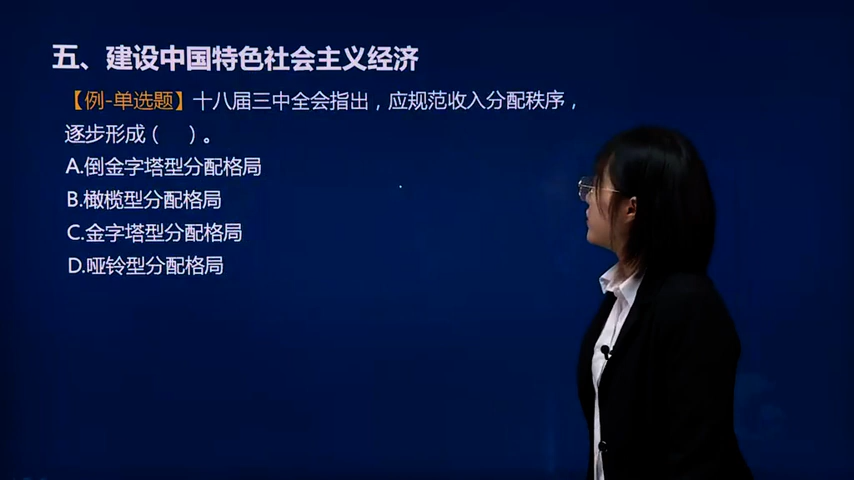 五、建设中国特色社会主义经济
【例-单选题】十八届三中全会指出，应规范收入分配秩序，
逐步形成（    ）。
A.倒金字塔型分配格局
B.橄榄型分配格局
C.金字塔型分配格局
D.哑铃型分配格局